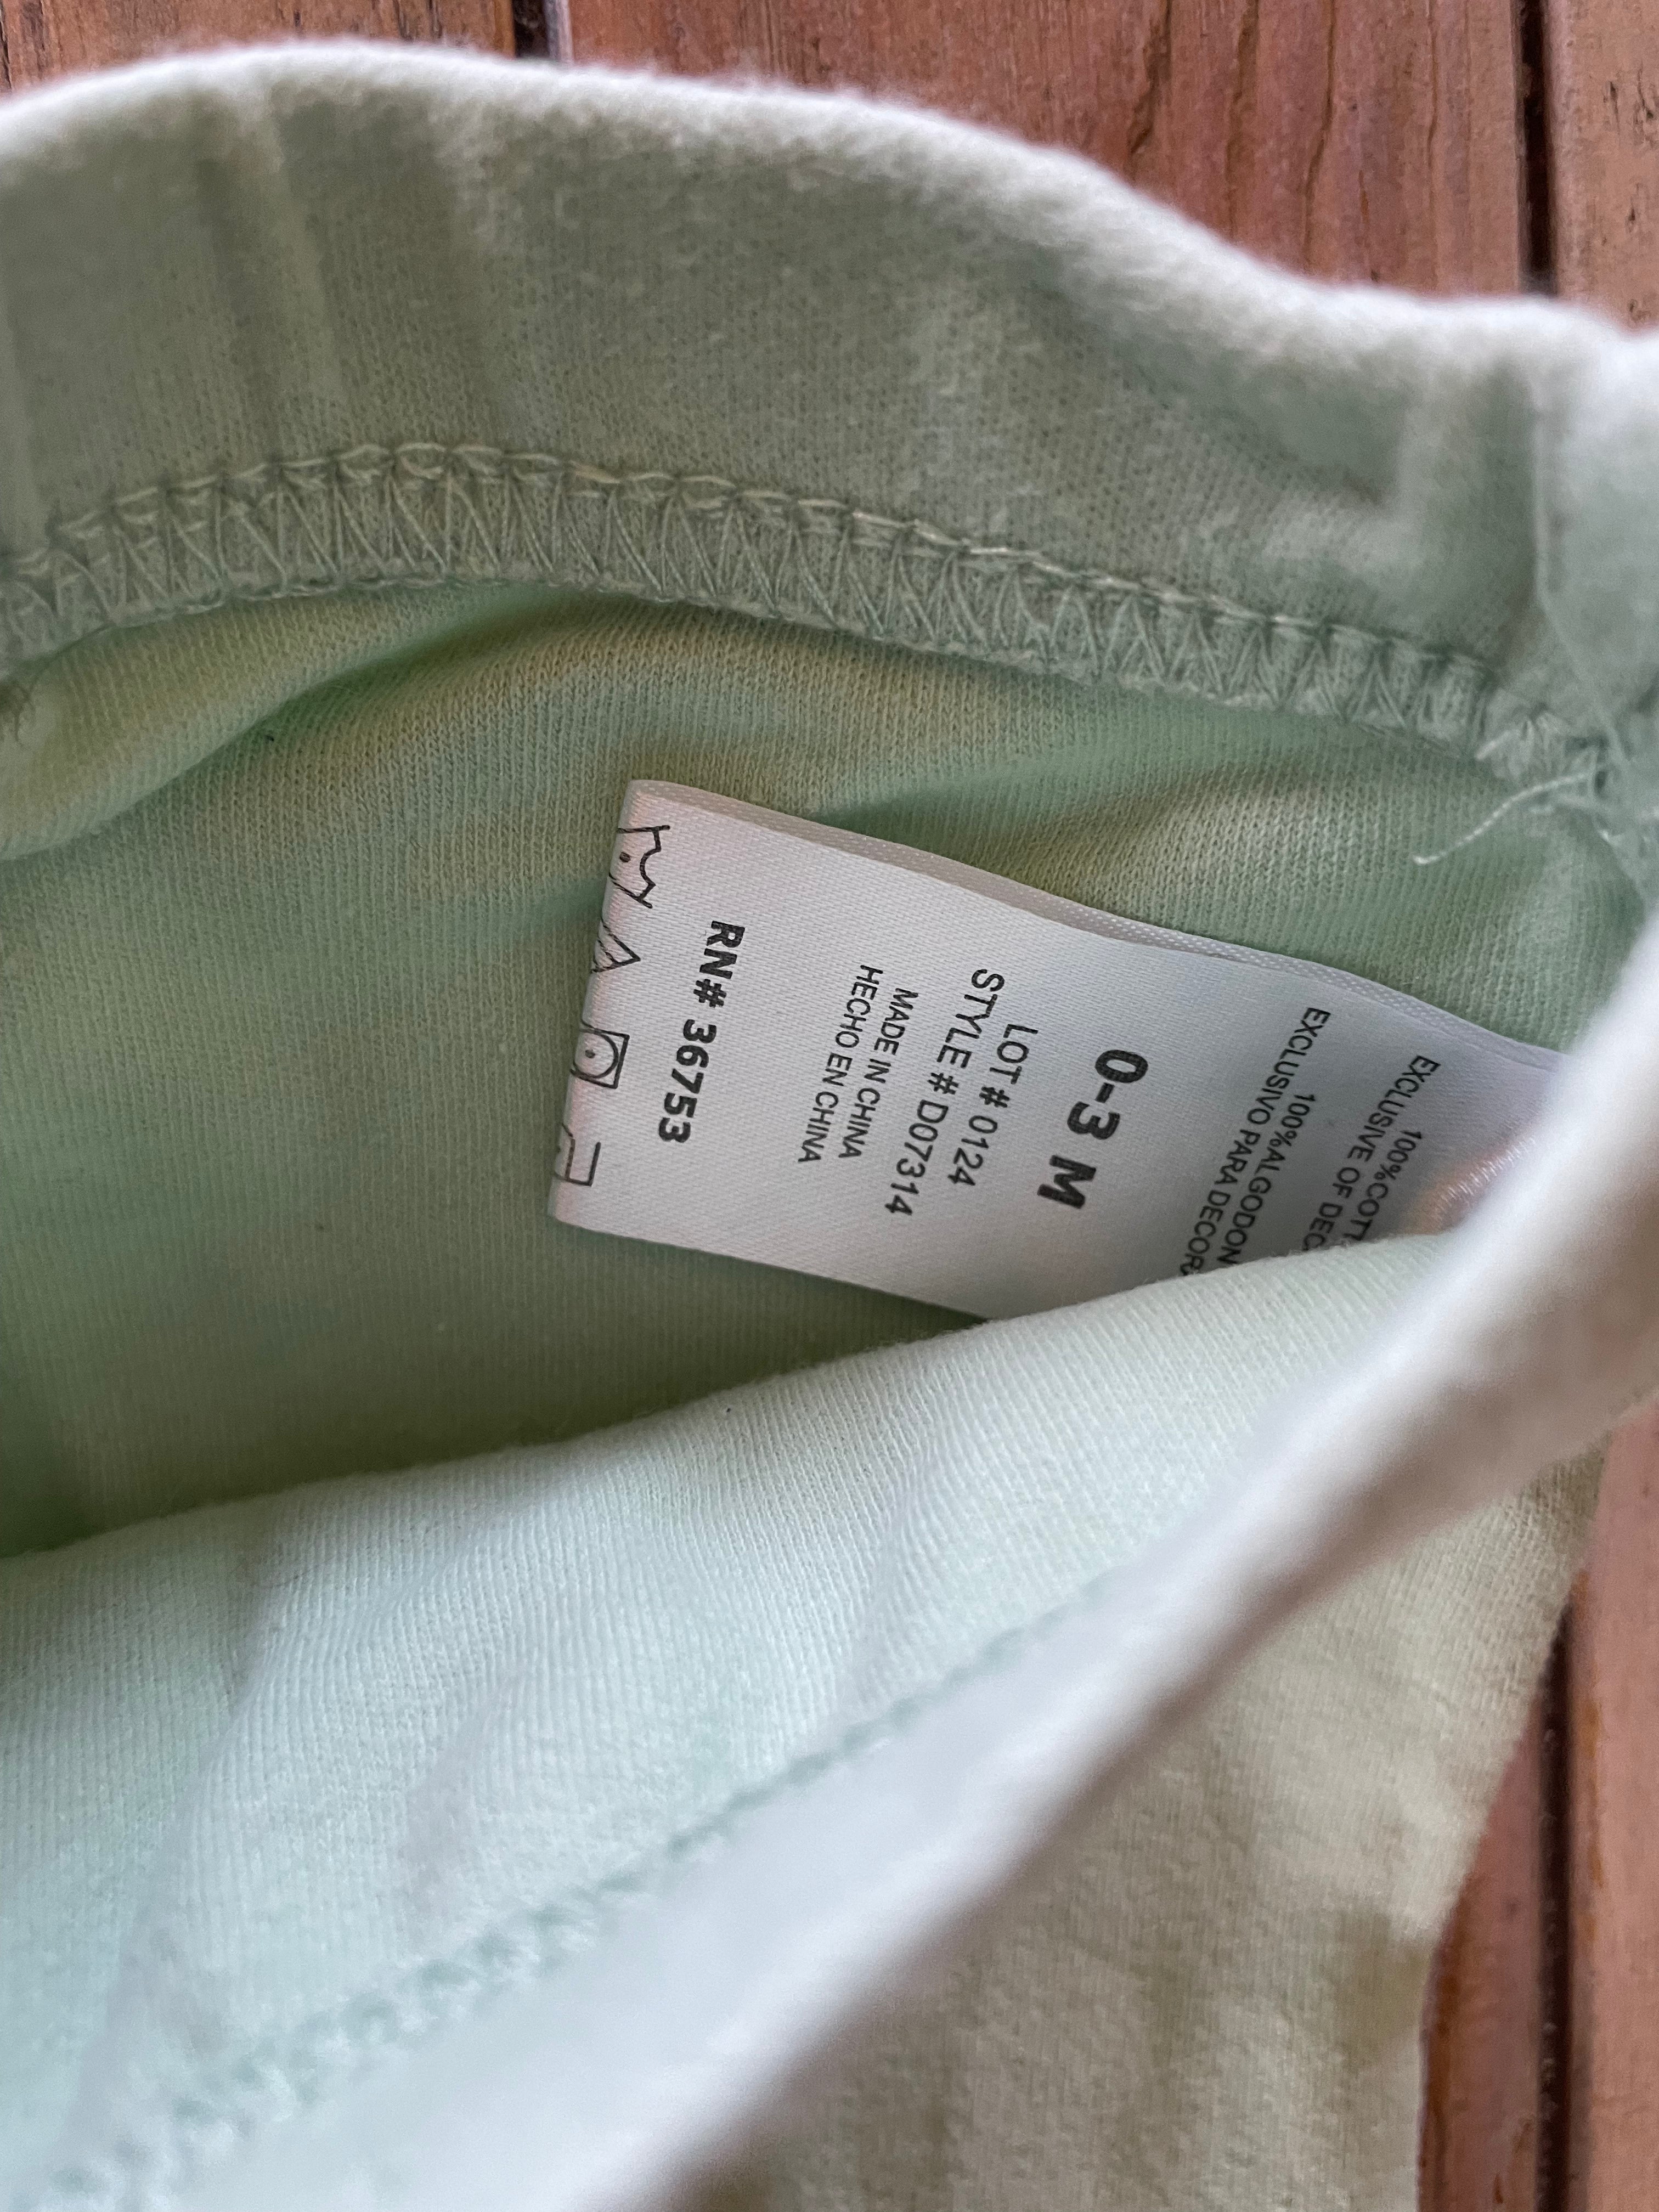 100%COTT
EXCLUSIVE OF DEC
100%ALGODON
EXCLUSIVO PARA DECOR
0-3 M
LOT # 0124
STYLE # D07314
MADE IN CHINA
HECHO EN CHINA
RN# 36753